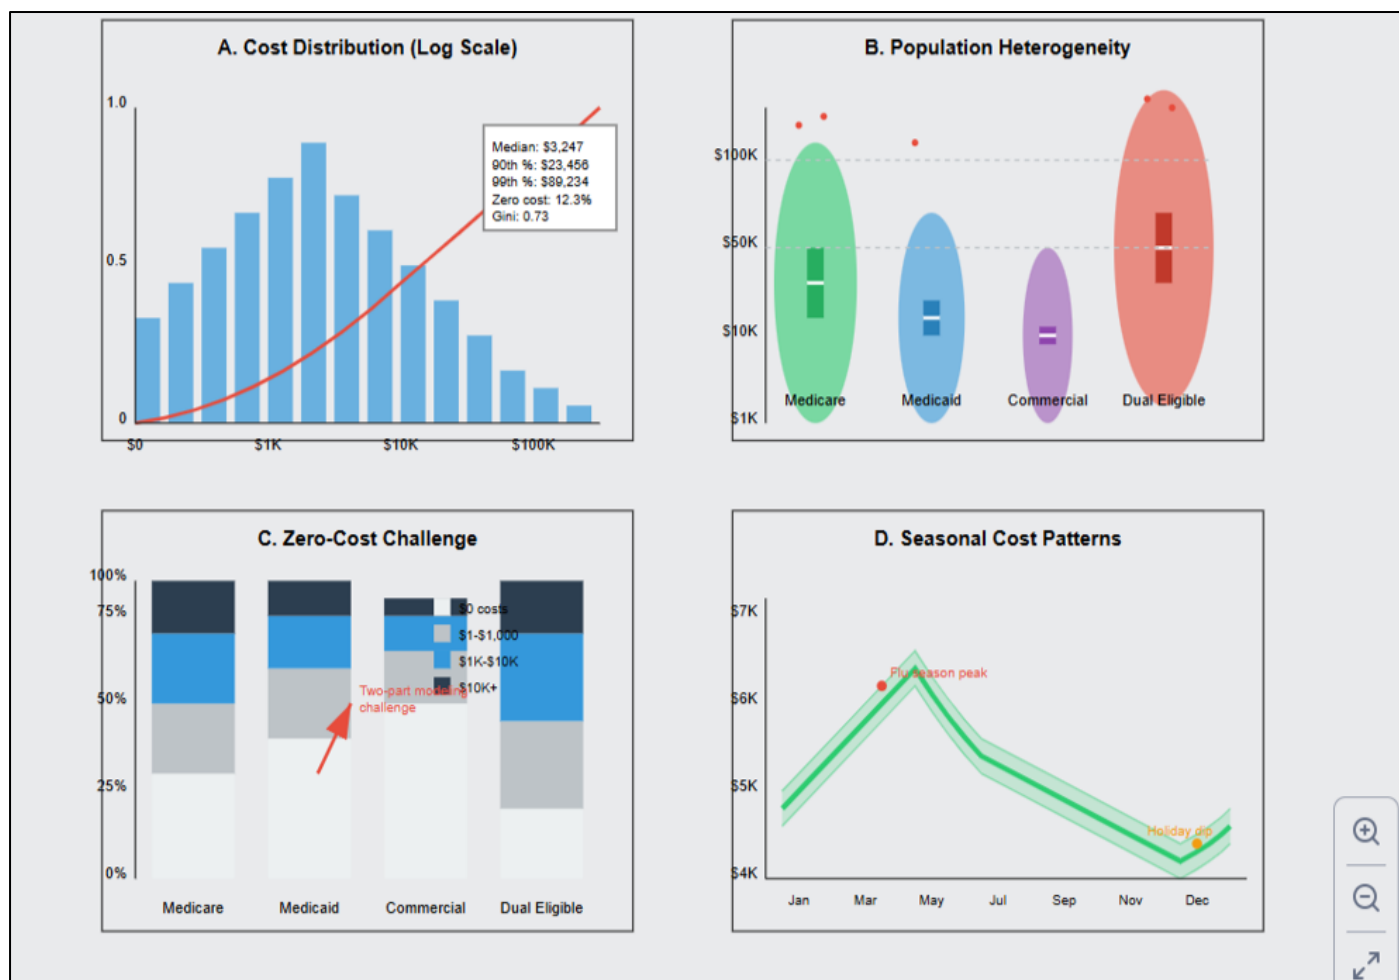 A. Cost Distribution (Log Scale)
1.0
0.5
0
Median: $3,247
90th %: $23,456
99th %: $89,234
Zero cost: 12.3%
Gini: 0.73
$0
$1K
$10K
$100K
B. Population Heterogeneity
$100K
$50K
$10K
$1K
Medicare
Medicaid
Commercial
Dual Eligible
C. Zero-Cost Challenge
100%
75%
50%
25%
0%
$0 costs
$1-$1,000
$1K-$10K
$10K+
Two-part modeling
challenge
Medicare
Medicaid
Commercial
Dual Eligible
D. Seasonal Cost Patterns
$7K
$6K
$5K
$4K
Flu season peak
Holiday dip
Jan
Mar
May
Jul
Sep
Nov
Dec